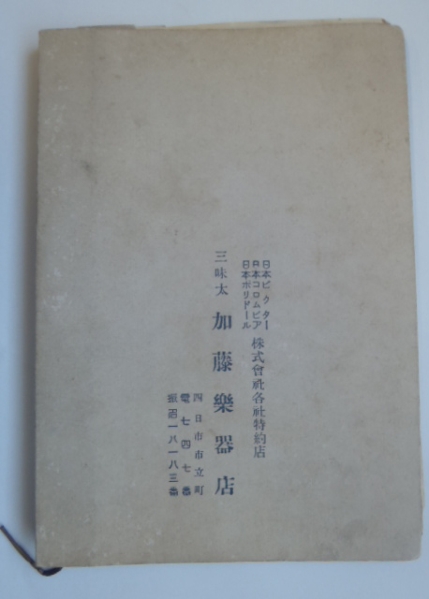 日本ビクター
日本コロムビア
日本ポリドール
株式會社各社特約店
三味太 加藤樂器店
四日市市立町
電七四七番
振沼一八一八三番